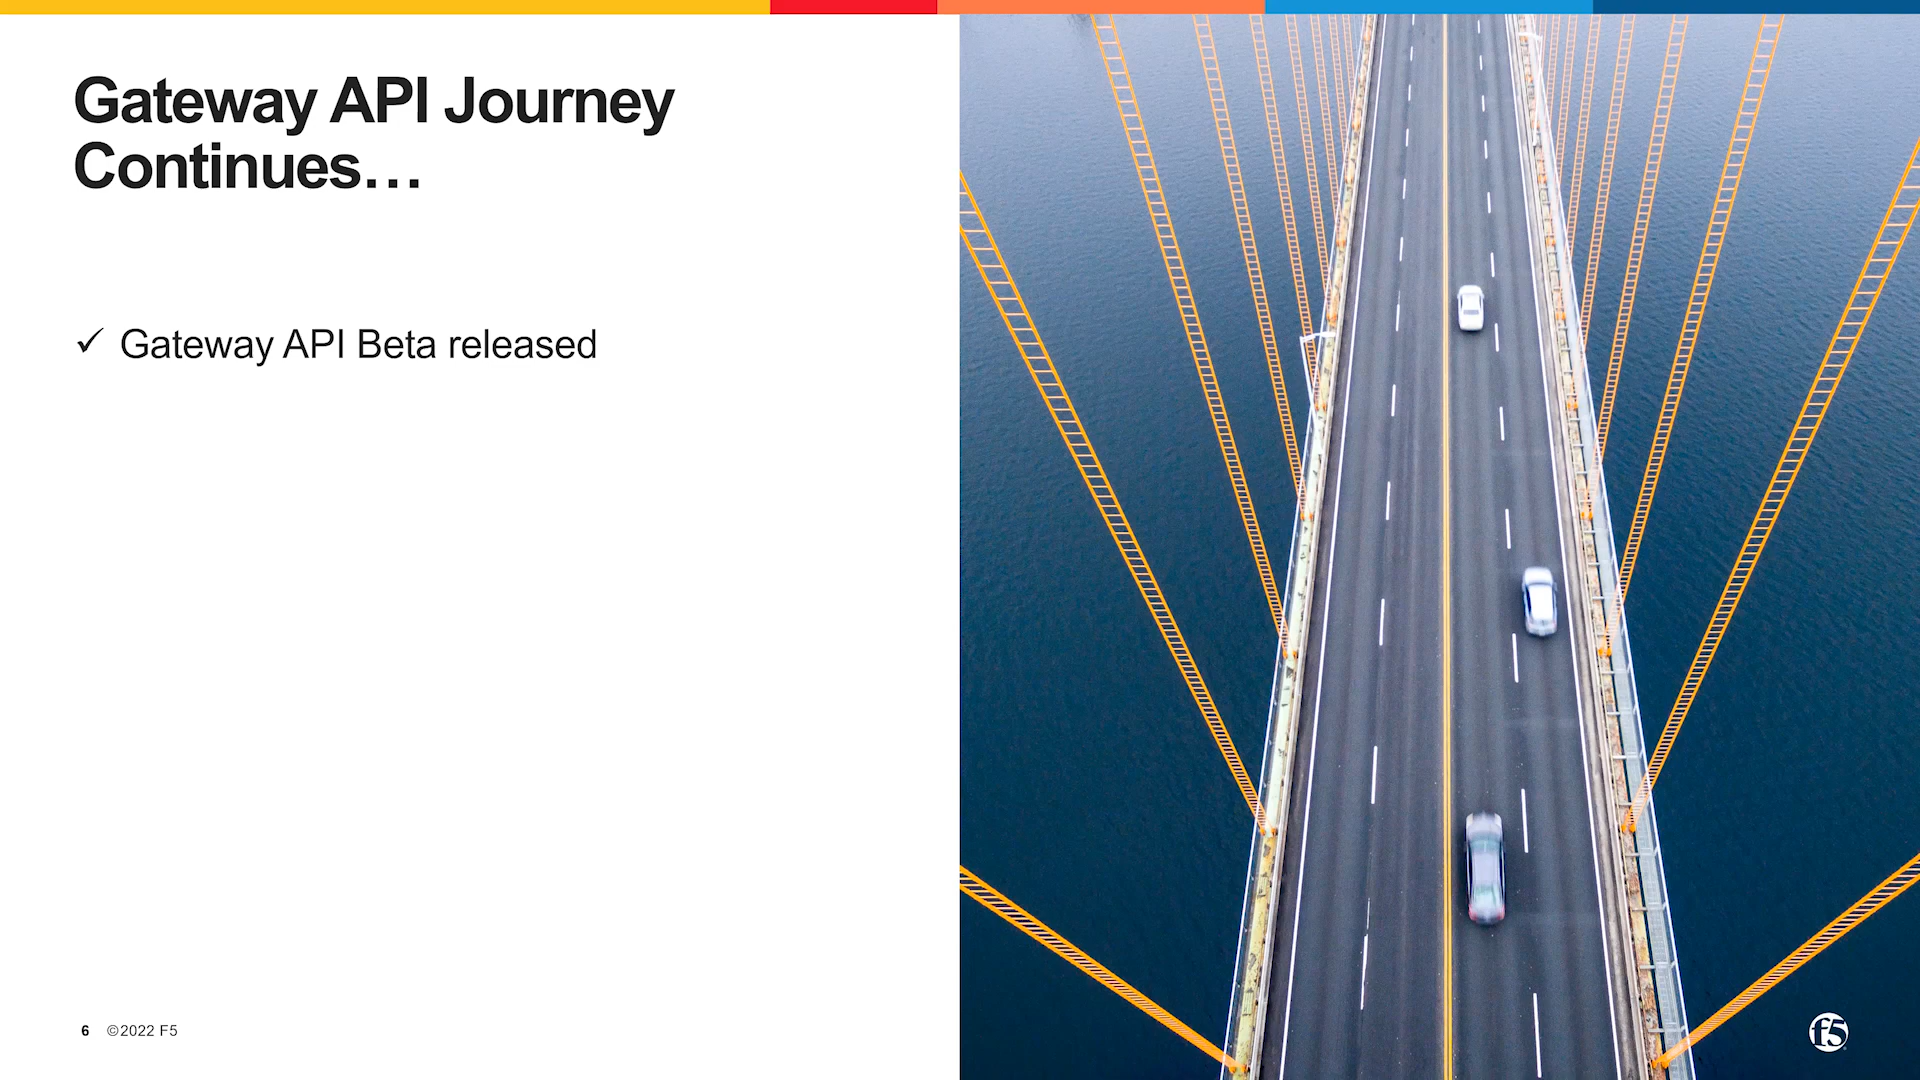 Gateway API Journey
Continues…
✓ Gateway API Beta released
6 ©2022 F5
f5